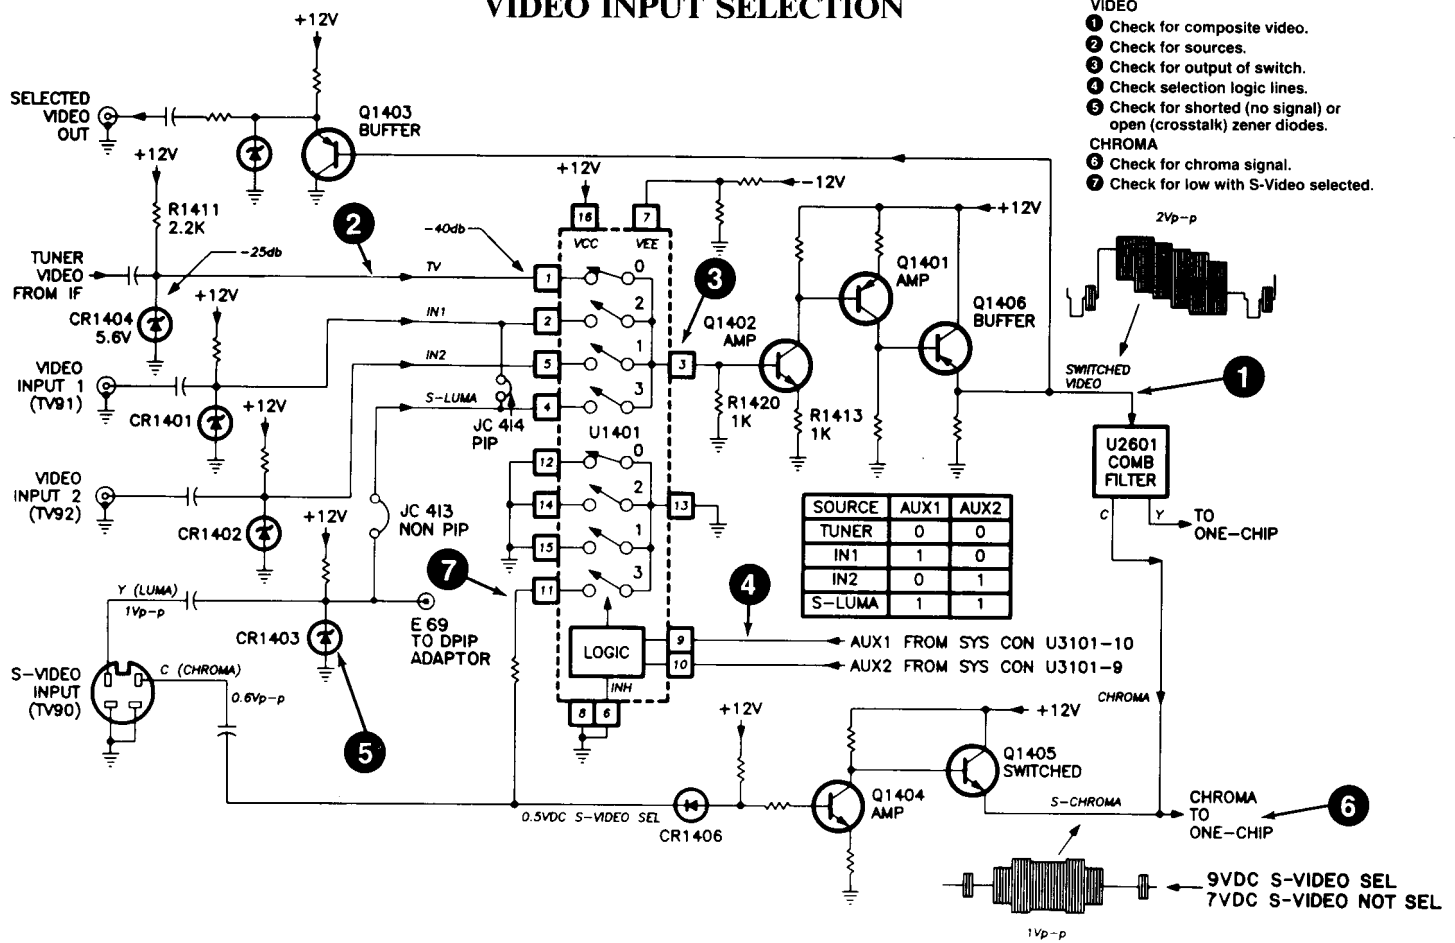 VIDEO INPUT SELECTION
VIDEO
1 Check for composite video.
2 Check for sources.
3 Check for output of switch.
4 Check selection logic lines.
5 Check for shorted (no signal) or
open (crosstalk) zener diodes.
CHROMA
6 Check for chroma signal.
7 Check for low with S-Video selected.
+12V
SELECTED
VIDEO
OUT
Q1403
BUFFER
+12V
R1411
2.2K
2
-25db
TUNER
VIDEO
FROM IF
TV
-40db
+12V
CR1404
5.6V
VIDEO
INPUT 1
(TV91)
CR1401
IN1
+12V
IN2
S-LUMA
JC 414
PIP
VIDEO
INPUT 2
(TV92)
CR1402
+12V
JC 413
NON PIP
7
Y (LUMA)
1Vp-p
CR1403
E 69
TO DPIP
ADAPTOR
S-VIDEO
INPUT
(TV90)
C (CHROMA)
0.6Vp-p
5
+12V
16
VCC
7
VEE
-12V
1
0
2
2
5
1
4
3
U1401
12
0
14
2
15
1
11
3
13
LOGIC
INH
8
6
9
10
3
3
Q1402
AMP
R1420
1K
R1413
1K
Q1401
AMP
+12V
Q1406
BUFFER
2Vp-p
SWITCHED
VIDEO
1
U2601
COMB
FILTER
C
Y
TO
ONE-CHIP
SOURCE AUX1 AUX2
TUNER 0 0
IN1 1 0
IN2 0 1
S-LUMA 1 1
4
AUX1 FROM SYS CON U3101-10
AUX2 FROM SYS CON U3101-9
CHROMA
+12V
+12V
Q1405
SWITCHED
0.5VDC S-VIDEO SEL
CR1406
Q1404
AMP
S-CHROMA
CHROMA
TO
ONE-CHIP
6
9VDC S-VIDEO SEL
7VDC S-VIDEO NOT SEL
1Vp-p